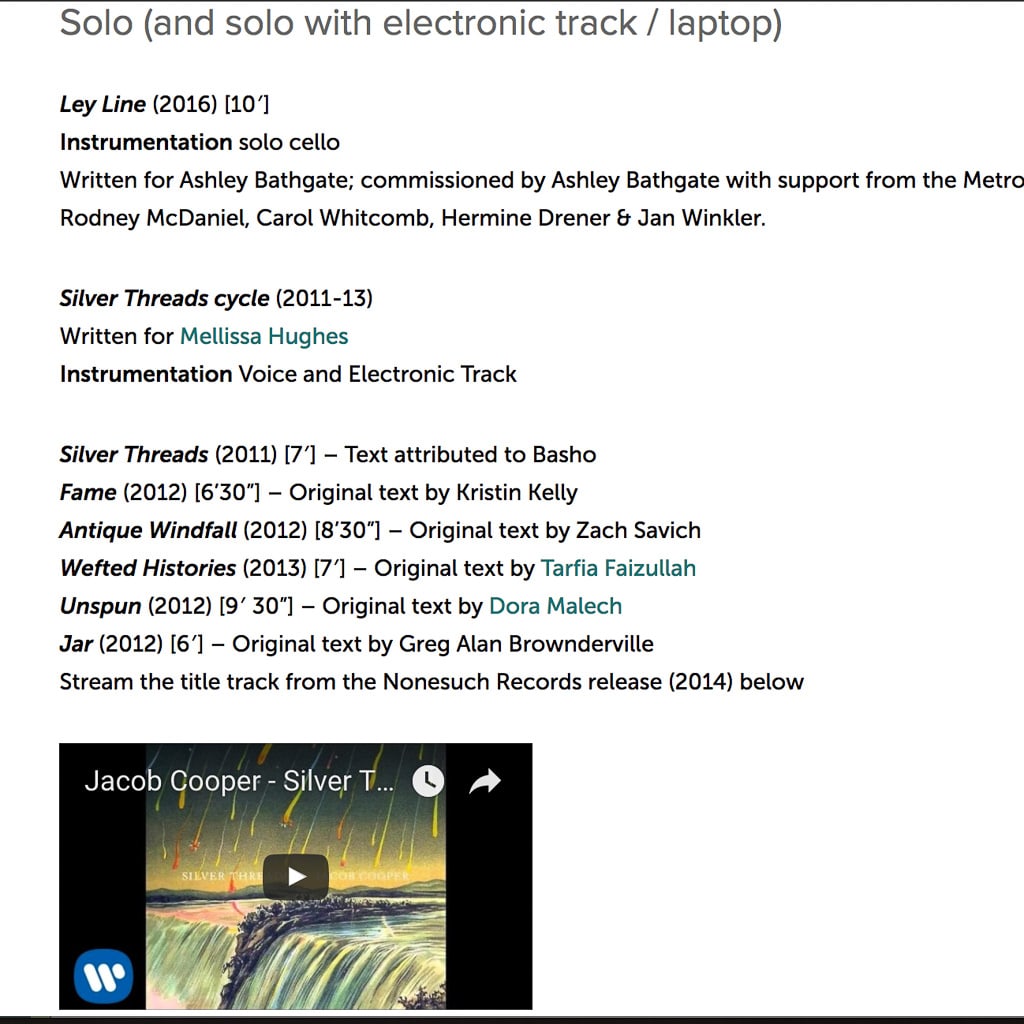 Solo (and solo with electronic track / laptop)
Ley Line (2016) [10′]
Instrumentation solo cello
Written for Ashley Bathgate; commissioned by Ashley Bathgate with support from the Metro
Rodney McDaniel, Carol Whitcomb, Hermine Drener & Jan Winkler.
Silver Threads cycle (2011-13)
Written for Mellissa Hughes
Instrumentation Voice and Electronic Track
Silver Threads (2011) [7′] – Text attributed to Basho
Fame (2012) [6′30″] – Original text by Kristin Kelly
Antique Windfall (2012) [8′30″] – Original text by Zach Savich
Wefted Histories (2013) [7′] – Original text by Tarfia Faizullah
Unspun (2012) [9′ 30″] – Original text by Dora Malech
Jar (2012) [6′] – Original text by Greg Alan Brownderville
Stream the title track from the Nonesuch Records release (2014) below
Jacob Cooper - Silver T...
SILVER THRE COB COOPER